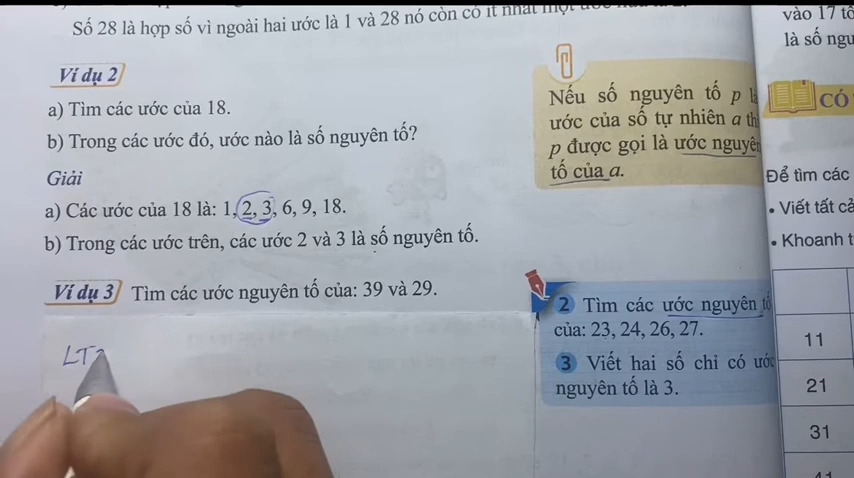 Số 28 là hợp số vì ngoài hai ước là 1 và 28 nó còn có ít nhất một
Ví dụ 2
a) Tìm các ước của 18.
b) Trong các ước đó, ước nào là số nguyên tố?
Giải
a) Các ước của 18 là: 1, 2, 3, 6, 9, 18.
b) Trong các ước trên, các ước 2 và 3 là số nguyên tố.
Ví dụ 3 Tìm các ước nguyên tố của: 39 và 29.
LT2
Nếu số nguyên tố p là
ước của số tự nhiên a th
p được gọi là ước nguyên
tố của a.
2 Tìm các ước nguyên tố
của: 23, 24, 26, 27.
3 Viết hai số chỉ có ước
nguyên tố là 3.
vào 17 tô
là số ngu
CÓ
Để tìm các
• Viết tất cả
• Khoanh t
11
21
31